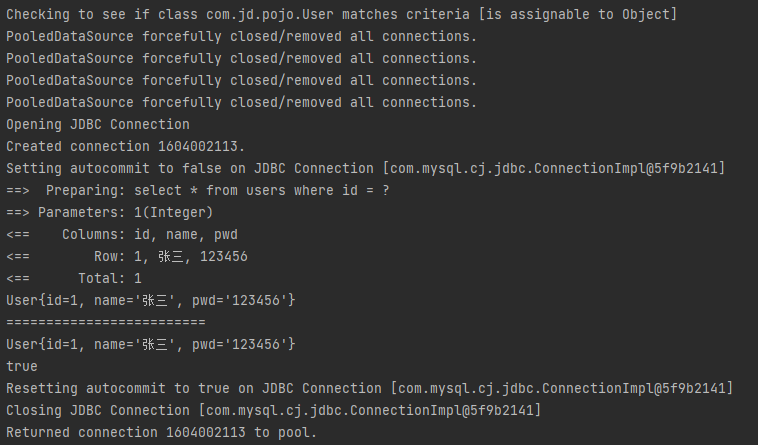 Checking to see if class com.jd.pojo.User matches criteria [is assignable to Object]
PooledDataSource forcefully closed/removed all connections.
PooledDataSource forcefully closed/removed all connections.
PooledDataSource forcefully closed/removed all connections.
PooledDataSource forcefully closed/removed all connections.
Opening JDBC Connection
Created connection 1604002113.
Setting autocommit to false on JDBC Connection [com.mysql.cj.jdbc.ConnectionImpl@5f9b2141]
==>  Preparing: select * from users where id = ?
==> Parameters: 1(Integer)
<==    Columns: id, name, pwd
<==        Row: 1, 张三, 123456
<==      Total: 1
User{id=1, name='张三', pwd='123456'}
=========================
User{id=1, name='张三', pwd='123456'}
true
Resetting autocommit to true on JDBC Connection [com.mysql.cj.jdbc.ConnectionImpl@5f9b2141]
Closing JDBC Connection [com.mysql.cj.jdbc.ConnectionImpl@5f9b2141]
Returned connection 1604002113 to pool.